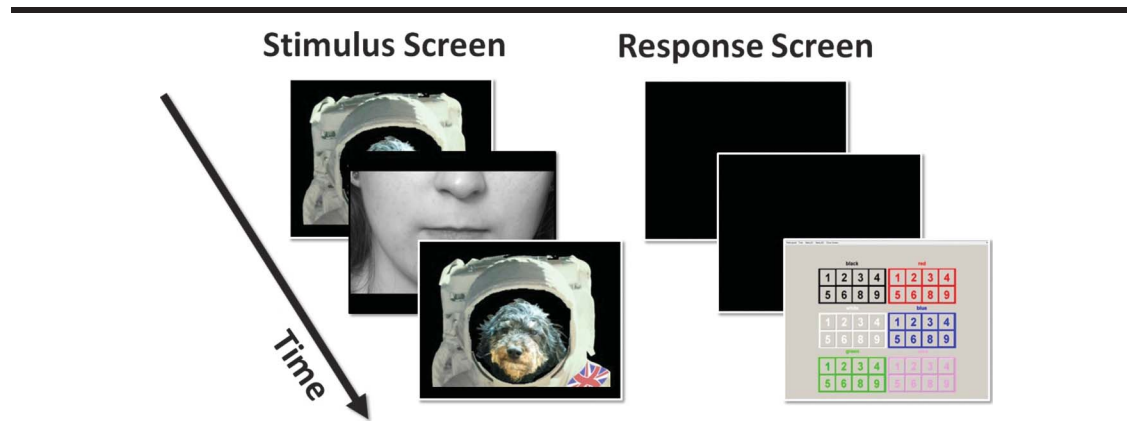 Stimulus Screen
Response Screen
Time
black red
1 2 3 4 1 2 3 4
5 6 8 9 5 6 8 9
white blue
1 2 3 4 1 2 3 4
5 6 8 9 5 6 8 9
green
1 2 3 4 1 2 3 4
5 6 8 9 5 6 8 9